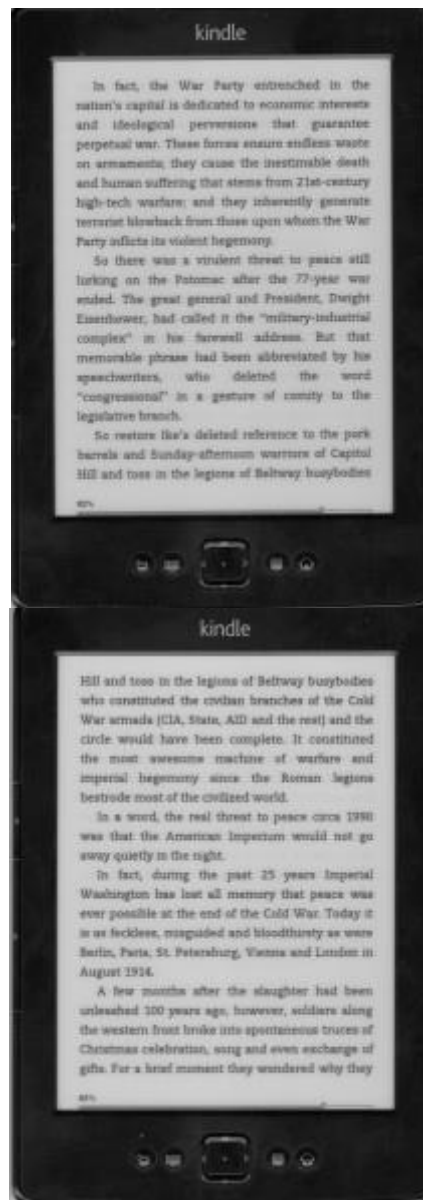 kindle
In fact, the War Party entrenched in the
nation's capital is dedicated to economic interests
and ideological perversions that guarantee
perpetual war. These forces ensure endless waste
on armaments; they cause the inestimable death
and human suffering that stems from 21st-century
high-tech warfare; and they inherently generate
terrorist blowback from those upon whom the War
Party inflicts its violent hegemony.
So there was a virulent threat to peace still
lurking on the Potomac after the 77-year war
ended. The great general and President, Dwight
Eisenhower, had called it the "military-industrial
complex" in his farewell address. But that
memorable phrase had been abbreviated by his
speechwriters, who deleted the word
"congressional" in a gesture of comity to the
legislative branch.
So restore Ike's deleted reference to the pork
barrels and Sunday-afternoon warriors of Capitol
Hill and toss in the legions of Beltway busybodies
kindle
Hill and toss in the legions of Beltway busybodies
who constituted the civilian branches of the Cold
War armada (CIA, State, AID and the rest) and the
circle would have been complete. It constituted
the most awesome machine of warfare and
imperial hegemony since the Roman legions
bestrode most of the civilized world.
In a word, the real threat to peace circa 1990
was that the American Imperium would not go
away quietly in the night.
In fact, during the past 25 years Imperial
Washington has lost all memory that peace was
ever possible at the end of the Cold War. Today it
is as feckless, misguided and bloodthirsty as were
Berlin, Paris, St. Petersburg, Vienna and London in
August 1914.
A few months after the slaughter had been
unleashed 100 years ago, however, soldiers along
the western front broke into spontaneous truces of
Christmas celebration, song and even exchange of
gifts. For a brief moment they wondered why they